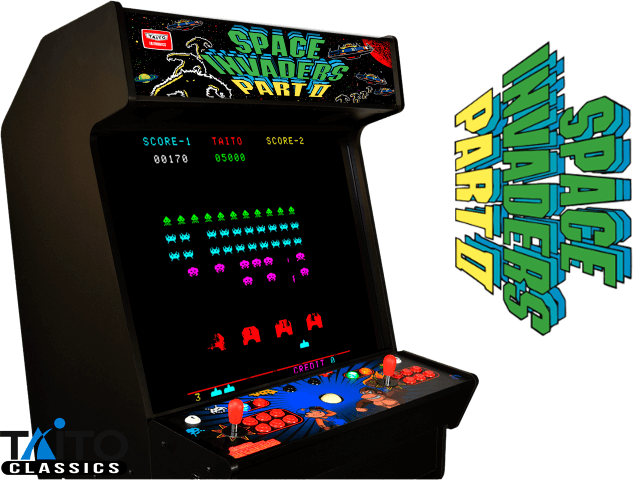 TAITO
SPACE
INVADERS
PART II
SCORE-1 TAITO SCORE-2
00170 05000
CREDIT 0
3
SPACE
INVADERS
PART II
TAITO
CLASSICS